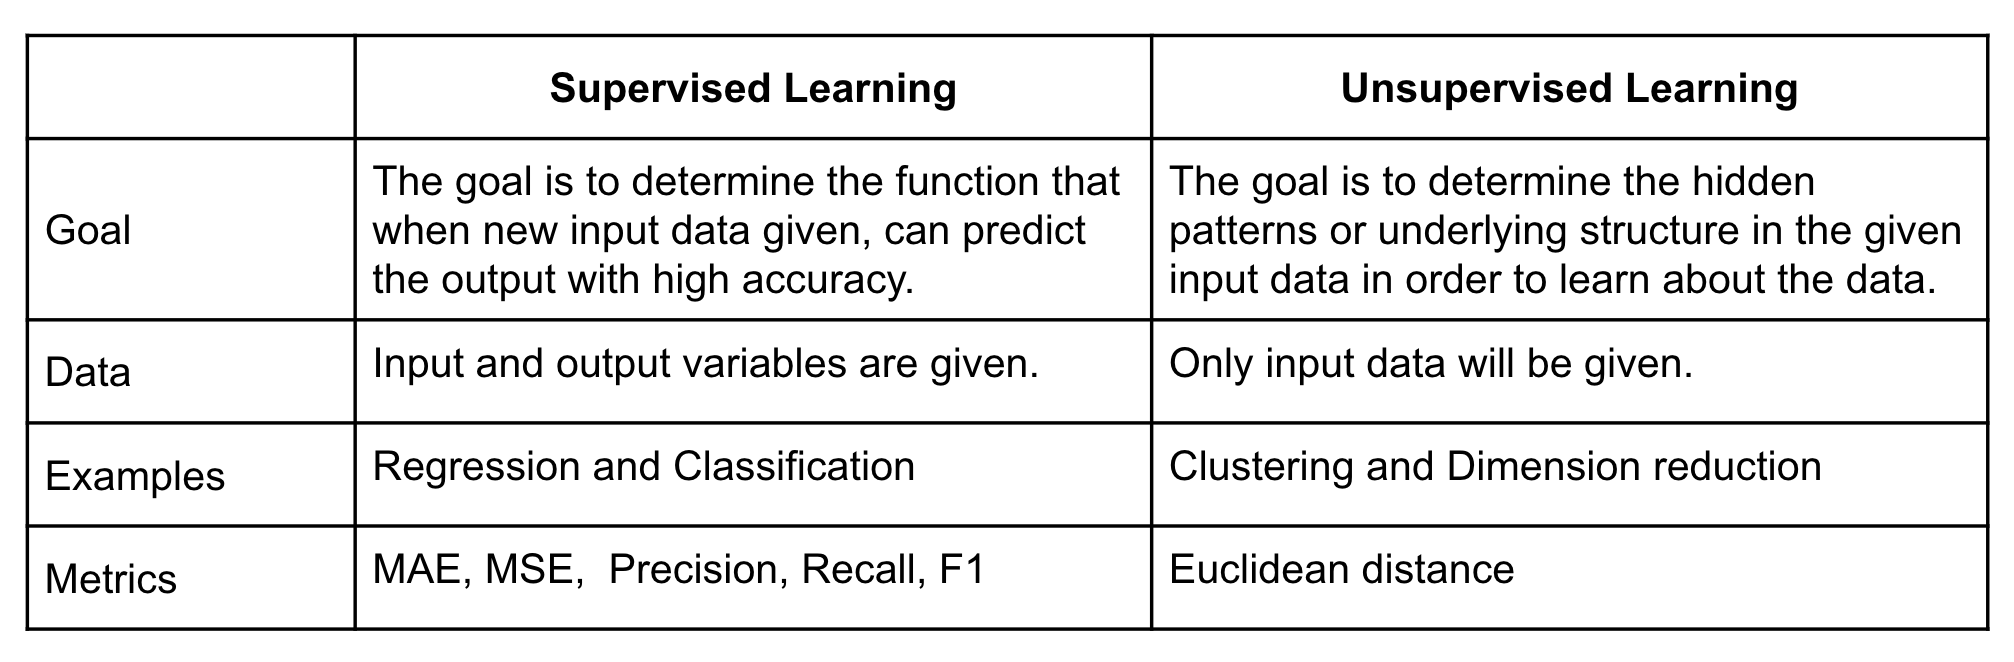 Supervised Learning
Unsupervised Learning
Goal
The goal is to determine the function that
when new input data given, can predict
the output with high accuracy.
The goal is to determine the hidden
patterns or underlying structure in the given
input data in order to learn about the data.
Data
Input and output variables are given.
Only input data will be given.
Examples
Regression and Classification
Clustering and Dimension reduction
Metrics
MAE, MSE,  Precision, Recall, F1
Euclidean distance